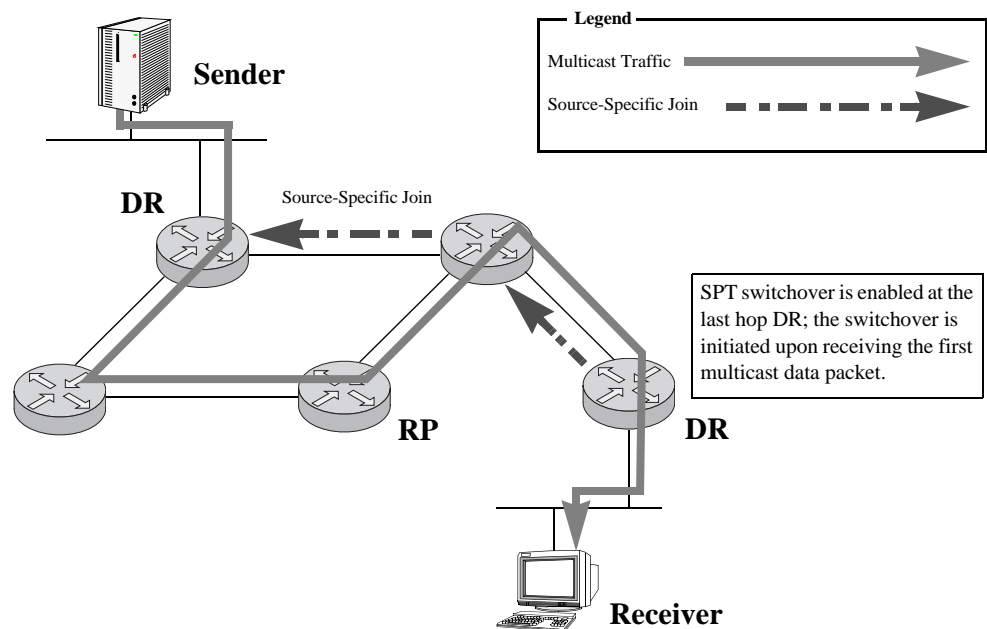 Legend
Multicast Traffic
Source-Specific Join
Sender
DR
Source-Specific Join
SPT switchover is enabled at the
last hop DR; the switchover is
initiated upon receiving the first
multicast data packet.
RP
DR
Receiver